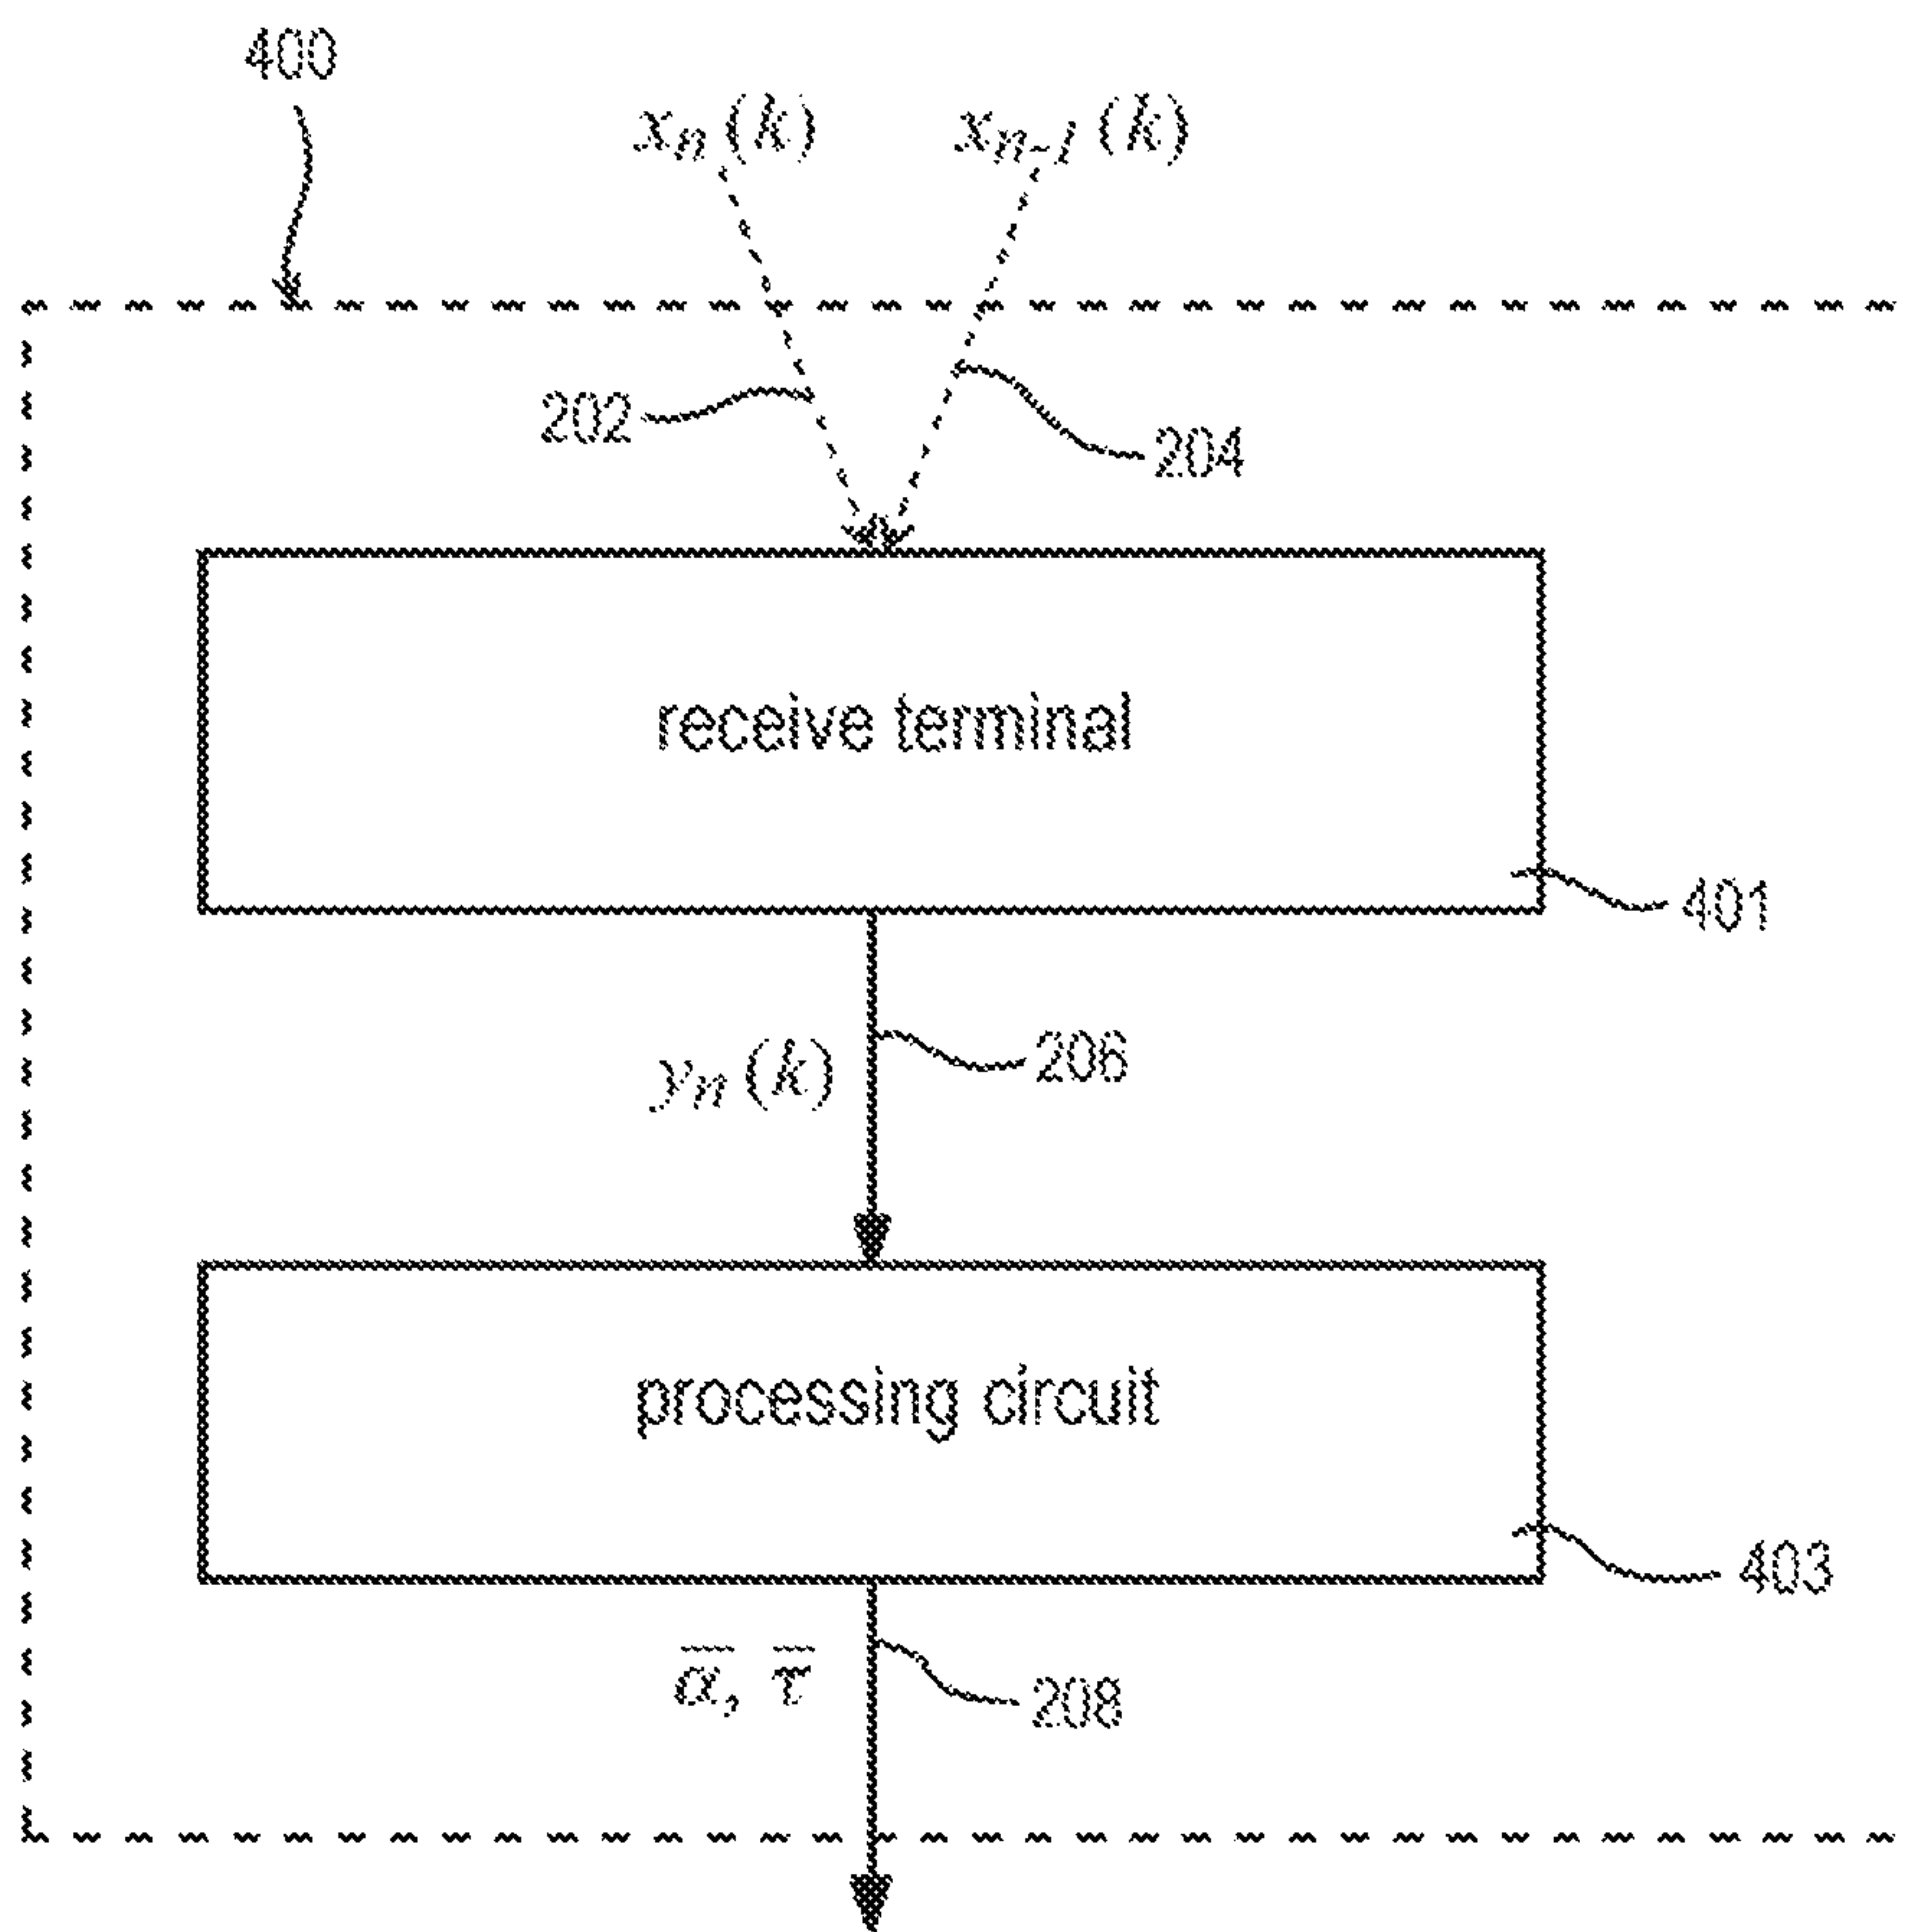 400
xₙ(k) xₙ₋₁(k)
202
204
receive terminal
401
yₙ(k)
206
processing circuit
403
α̅, τ̅
208